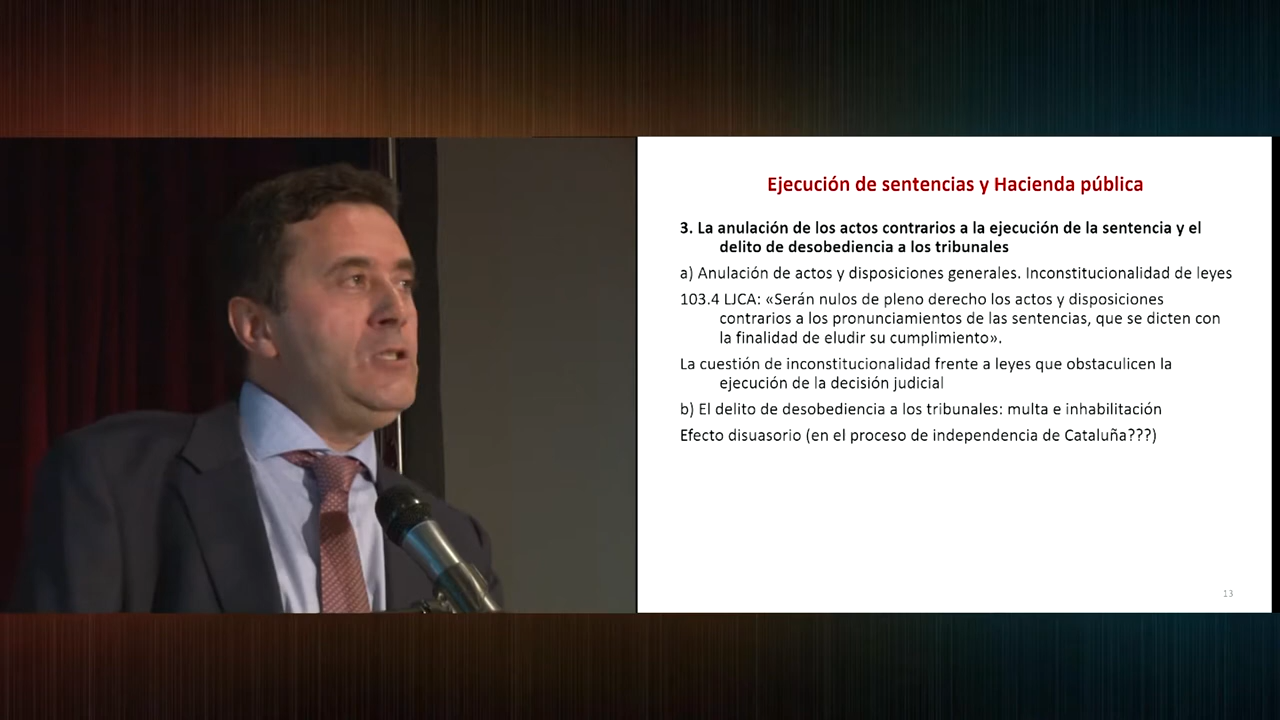 Ejecución de sentencias y Hacienda pública
3. La anulación de los actos contrarios a la ejecución de la sentencia y el
delito de desobediencia a los tribunales
a) Anulación de actos y disposiciones generales. Inconstitucionalidad de leyes
103.4 LJCA: «Serán nulos de pleno derecho los actos y disposiciones
contrarios a los pronunciamientos de las sentencias, que se dicten con
la finalidad de eludir su cumplimiento».
La cuestión de inconstitucionalidad frente a leyes que obstaculicen la
ejecución de la decisión judicial
b) El delito de desobediencia a los tribunales: multa e inhabilitación
Efecto disuasorio (en el proceso de independencia de Cataluña???)
13